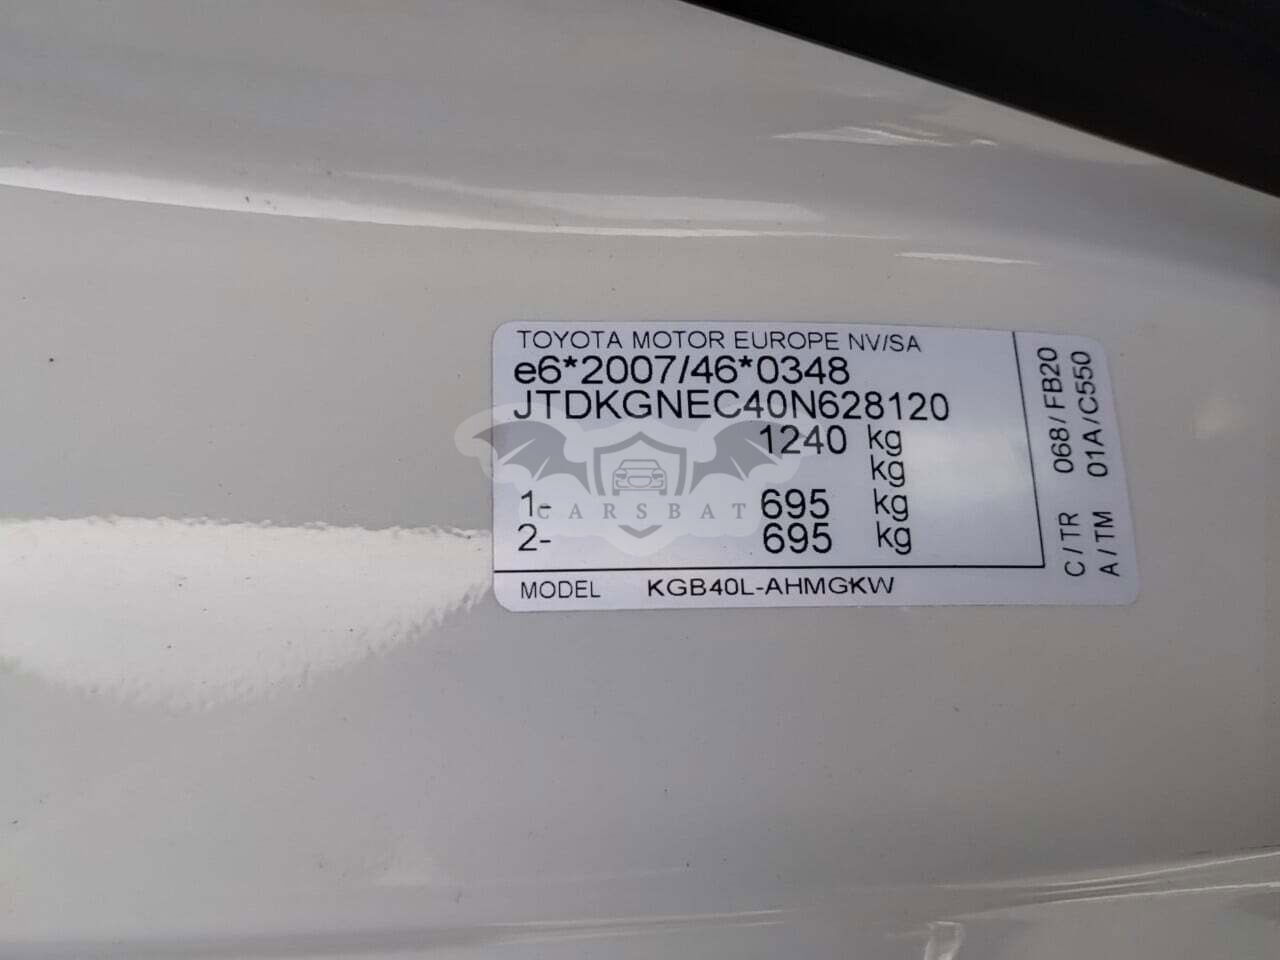 TOYOTA MOTOR EUROPE NV/SA
e6*2007/46*0348
JTDKGNEC40N628120
1240 kg
kg
1- 695 kg
2- 695 kg
MODEL KGB40L-AHMGKW
C/TR 068/FB20
A/TM 01A/C550
CARSBAT